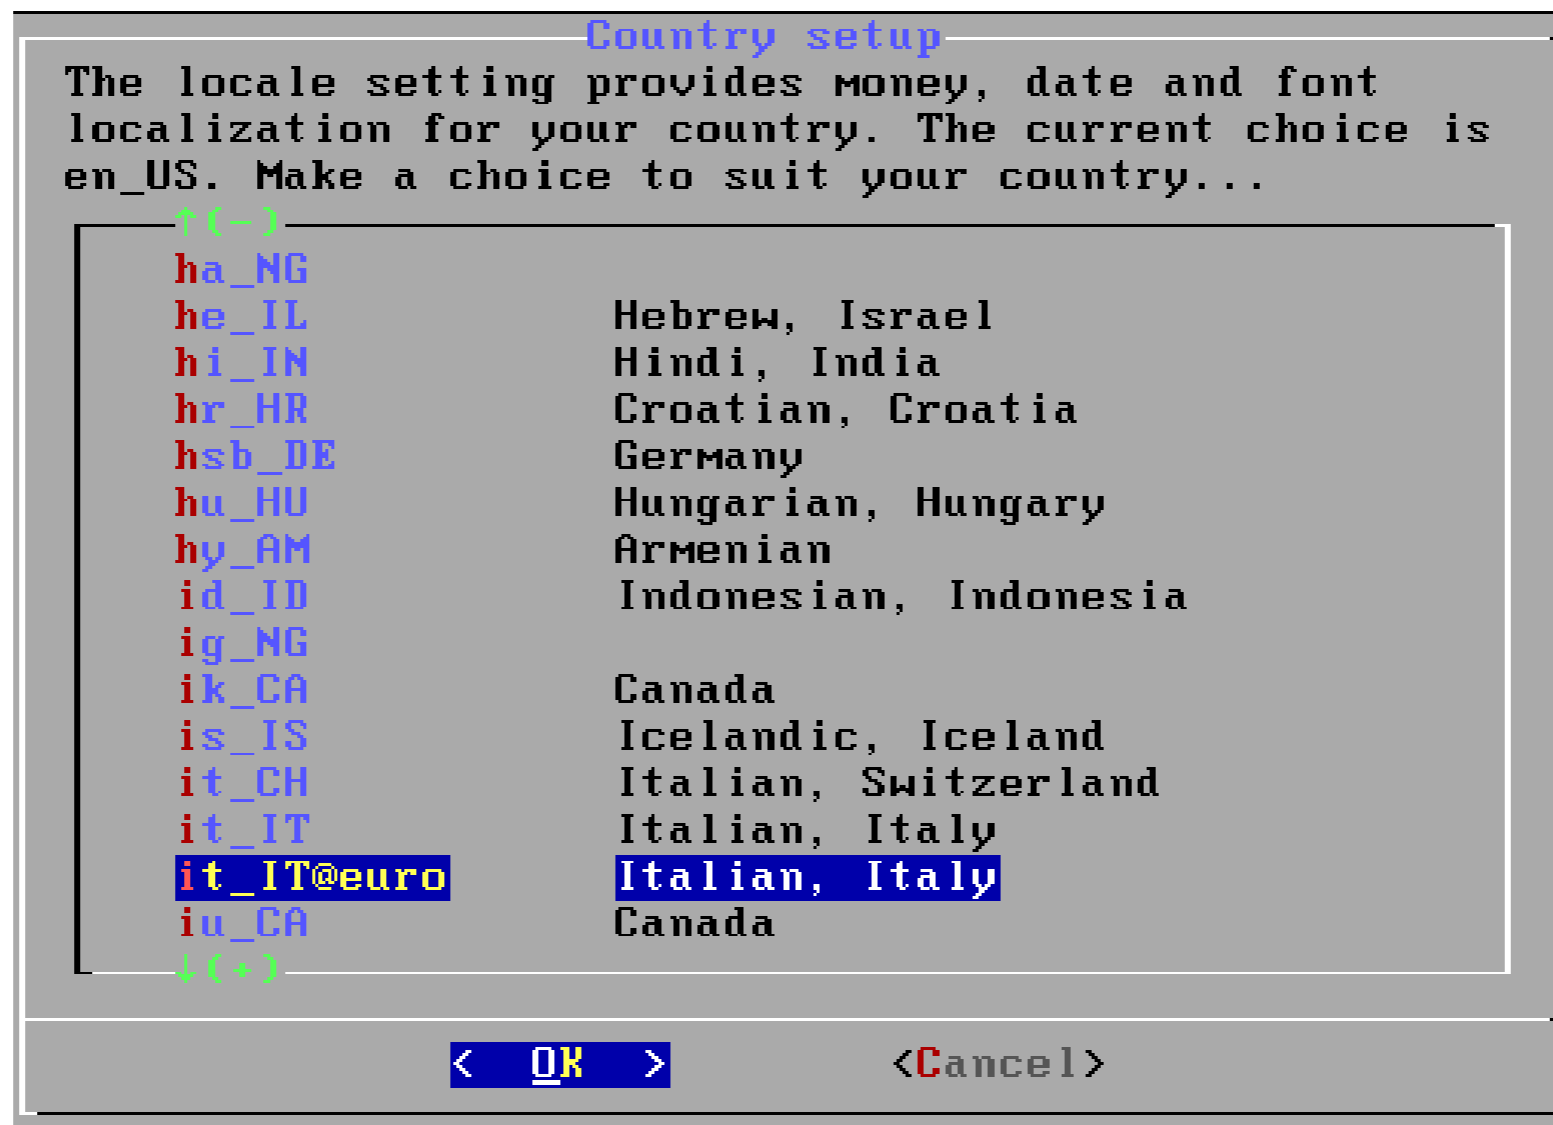 Country setup
The locale setting provides money, date and font
localization for your country. The current choice is
en_US. Make a choice to suit your country...
↑(-)
ha_NG
he_IL Hebrew, Israel
hi_IN Hindi, India
hr_HR Croatian, Croatia
hsb_DE Germany
hu_HU Hungarian, Hungary
hy_AM Armenian
id_ID Indonesian, Indonesia
ig_NG
ik_CA Canada
is_IS Icelandic, Iceland
it_CH Italian, Switzerland
it_IT Italian, Italy
it_IT@euro Italian, Italy
iu_CA Canada
↓(+)
< OK > <Cancel>